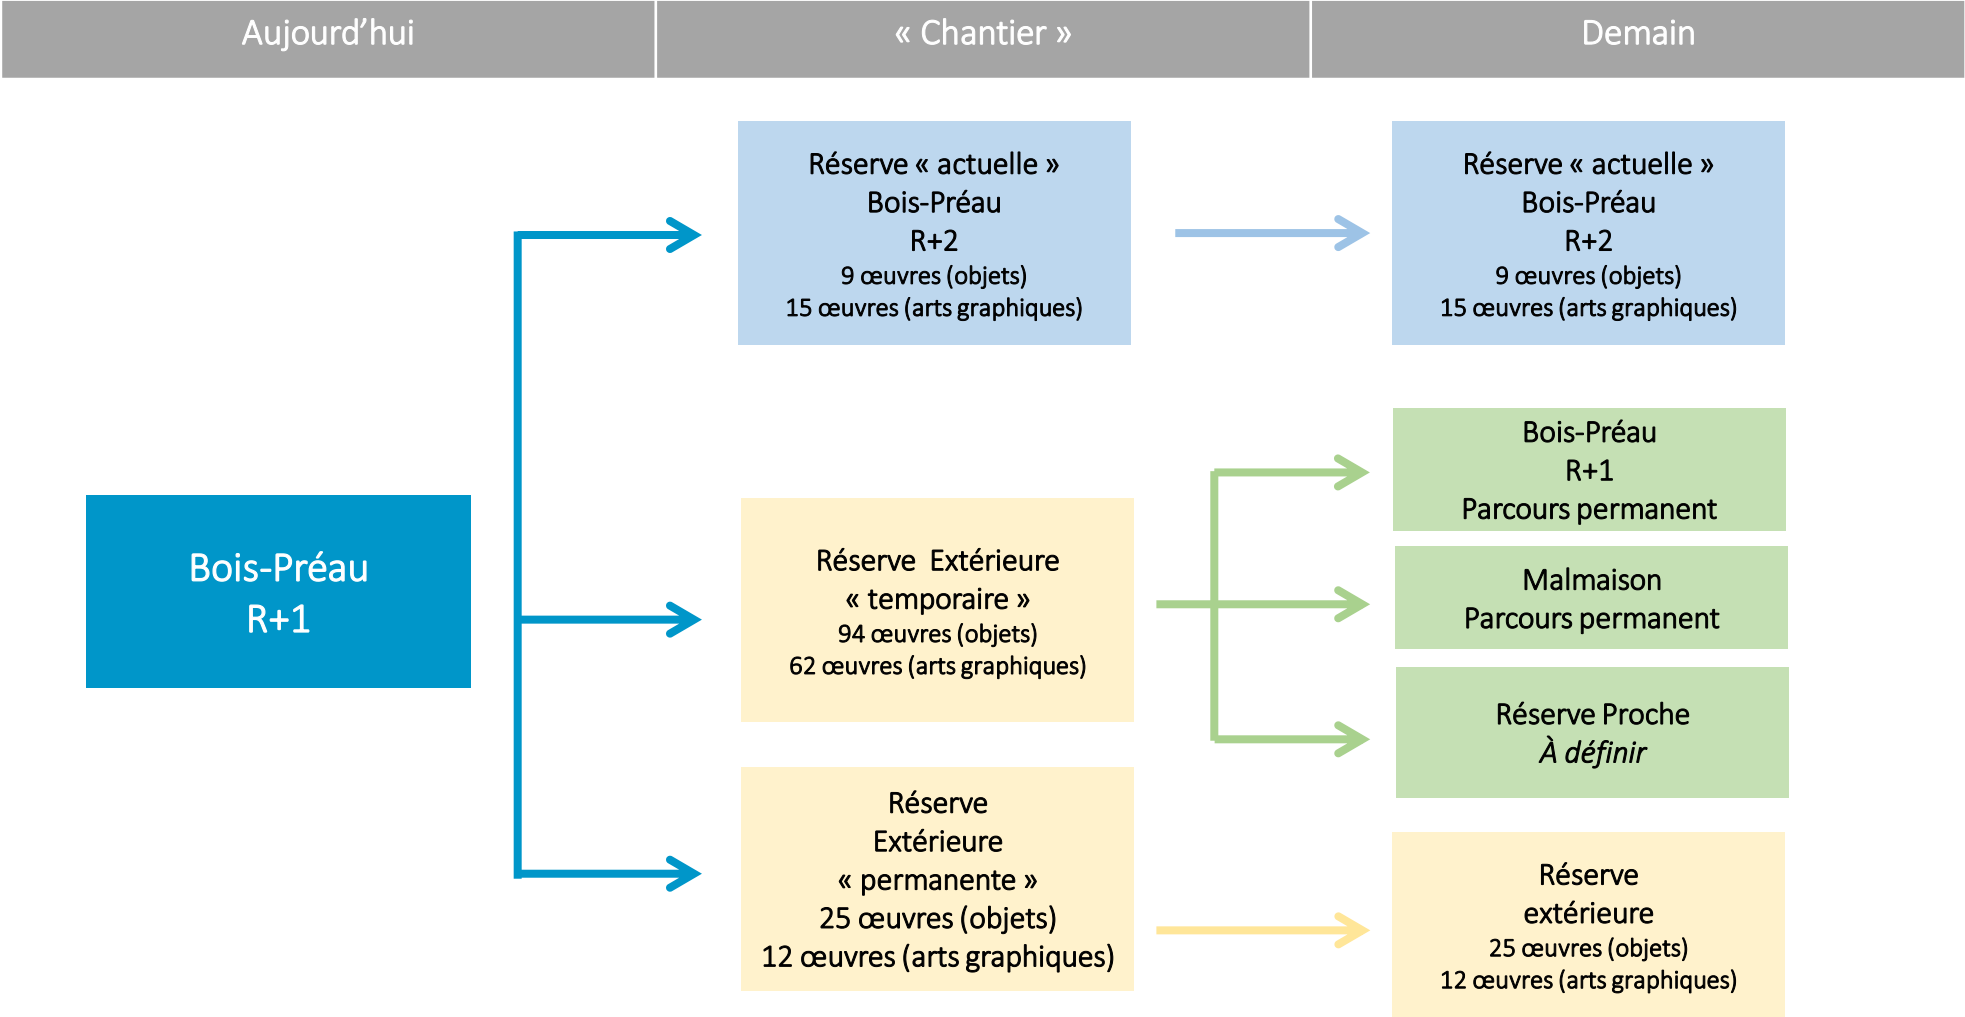 Aujourd’hui
« Chantier »
Demain
Bois-Préau
R+1
Réserve « actuelle »
Bois-Préau
R+2
9 œuvres (objets)
15 œuvres (arts graphiques)
Réserve Extérieure
« temporaire »
94 œuvres (objets)
62 œuvres (arts graphiques)
Réserve
Extérieure
« permanente »
25 œuvres (objets)
12 œuvres (arts graphiques)
Réserve « actuelle »
Bois-Préau
R+2
9 œuvres (objets)
15 œuvres (arts graphiques)
Bois-Préau
R+1
Parcours permanent
Malmaison
Parcours permanent
Réserve Proche
À définir
Réserve
extérieure
25 œuvres (objets)
12 œuvres (arts graphiques)